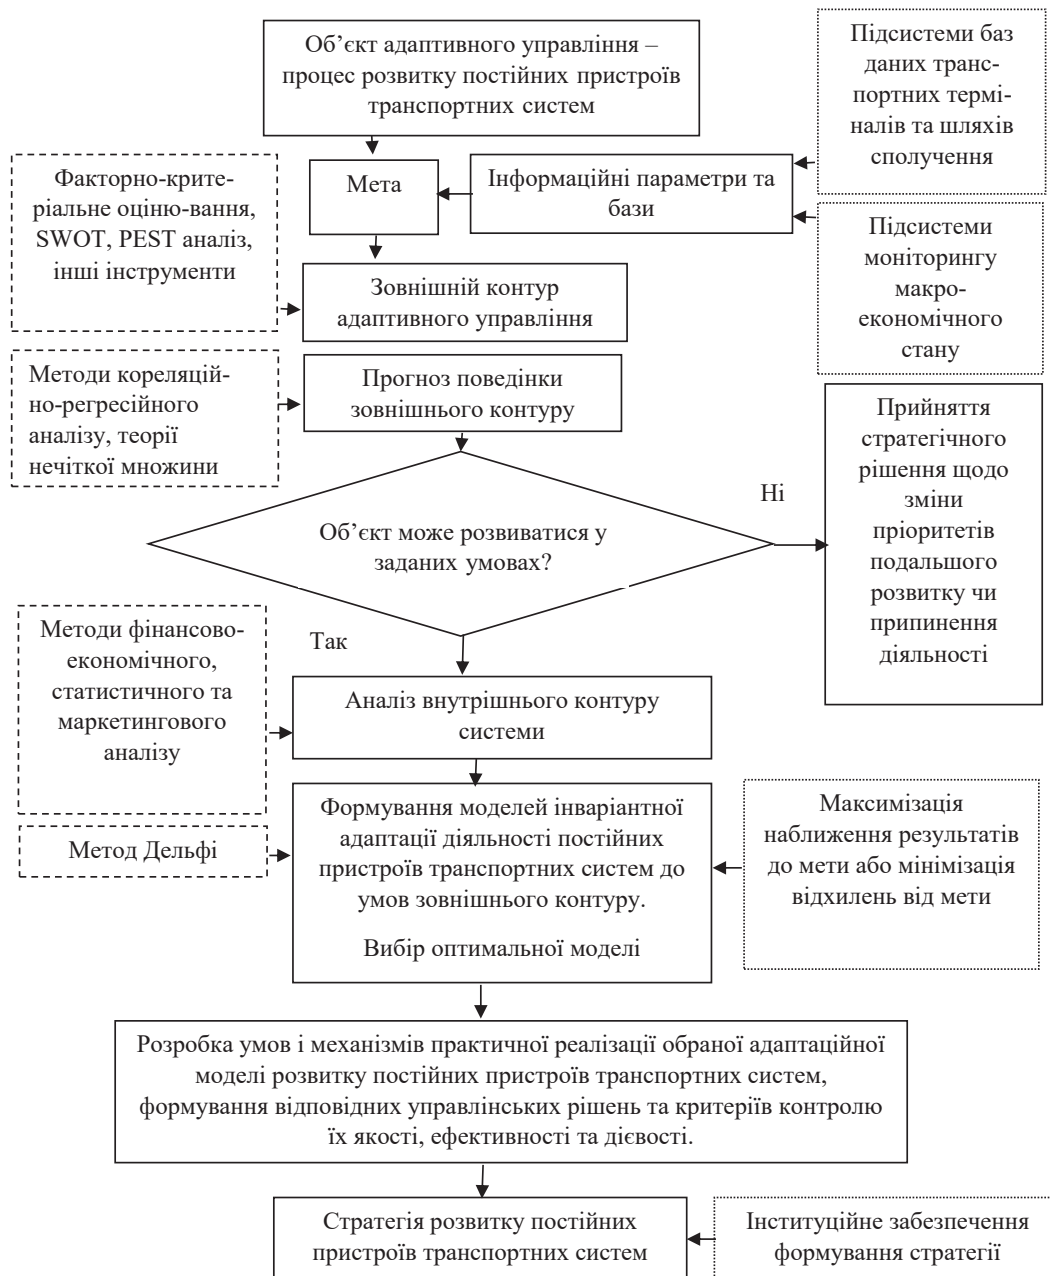 Об’єкт адаптивного управління –
процес розвитку постійних пристроїв
транспортних систем
Підсистеми баз
даних транс-
портних термі-
налів та шляхів
сполучення
Факторно-крите-
ріальне оціню-вання,
SWOT, PEST аналіз,
інші інструменти
Мета
Інформаційні параметри та
бази
Підсистеми
моніторингу
макро-
економічного
стану
Зовнішній контур
адаптивного управління
Методи кореляцій-
но-регресійного
аналізу, теорії
нечіткої множини
Прогноз поведінки
зовнішнього контуру
Прийняття
стратегічного
рішення щодо
зміни
пріоритетів
подальшого
розвитку чи
припинення
діяльності
Ні
Об’єкт може розвиватися у
заданих умовах?
Так
Методи фінансово-
економічного,
статистичного та
маркетингового
аналізу
Аналіз внутрішнього контуру
системи
Формування моделей інваріантної
адаптації діяльності постійних
пристроїв транспортних систем до
умов зовнішнього контуру.
Вибір оптимальної моделі
Метод Дельфі
Максимізація
наближення результатів
до мети або мінімізація
відхилень від мети
Розробка умов і механізмів практичної реалізації обраної адаптаційної
моделі розвитку постійних пристроїв транспортних систем,
формування відповідних управлінських рішень та критеріїв контролю
їх якості, ефективності та дієвості.
Стратегія розвитку постійних
пристроїв транспортних систем
Інституційне забезпечення
формування стратегії